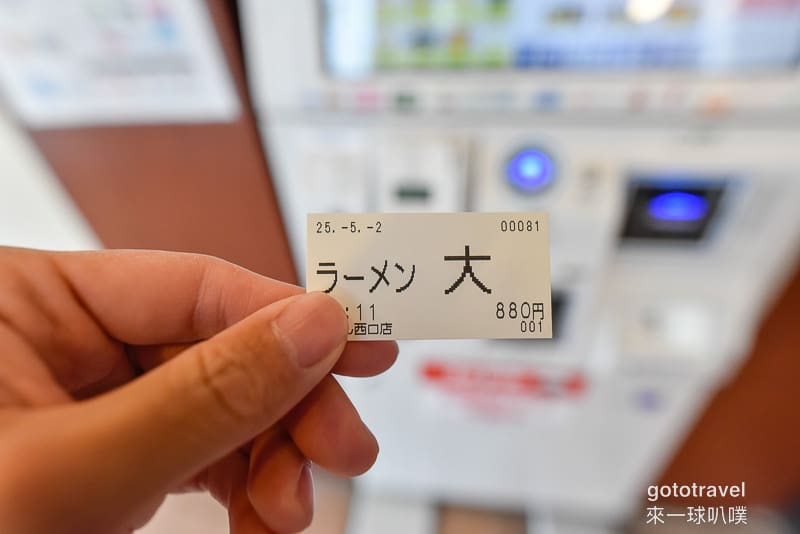 25.-5.-2 00081
ラーメン 大
:11 880円
西口店 001
gototravel
來一球叭噗